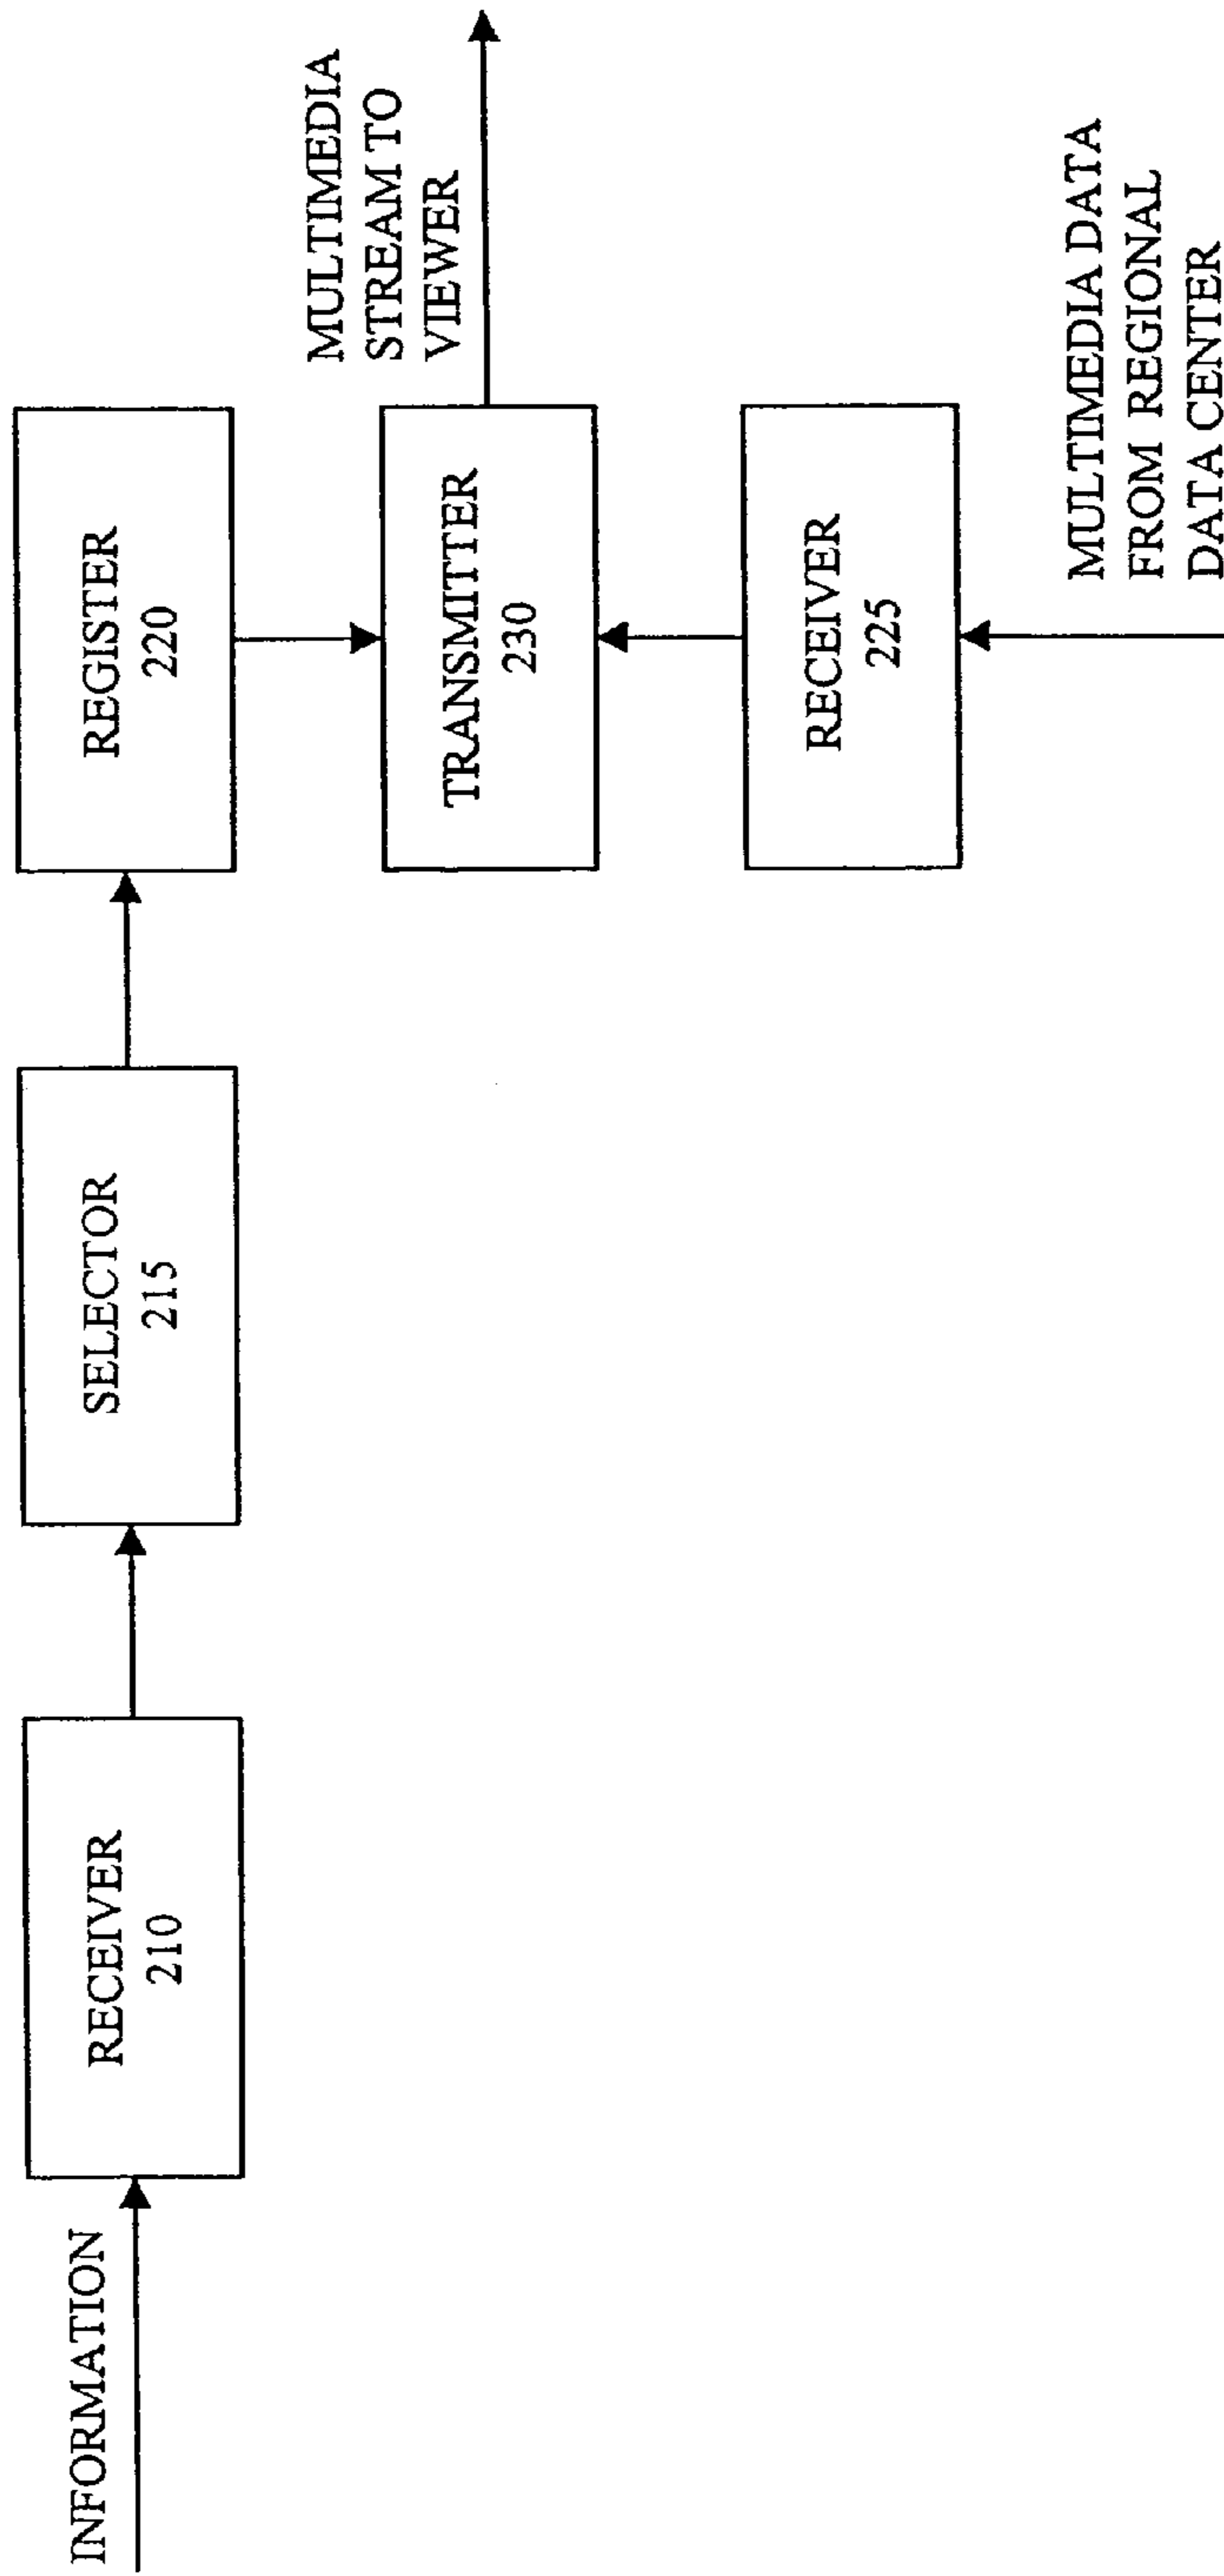 INFORMATION
RECEIVER
210
SELECTOR
215
REGISTER
220
MULTIMEDIA
STREAM TO
VIEWER
TRANSMITTER
230
RECEIVER
225
MULTIMEDIA DATA
FROM REGIONAL
DATA CENTER